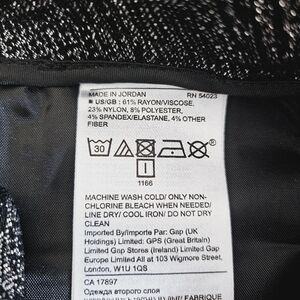 MADE IN JORDAN RN 54023
■ US/GB: 61% RAYON/VISCOSE,
23% NYLON, 8% POLYESTER,
4% SPANDEX/ELASTANE, 4% OTHER
FIBER
30
I
1166
MACHINE WASH COLD/ ONLY NON-
CHLORINE BLEACH WHEN NEEDED/
LINE DRY/ COOL IRON/ DO NOT DRY
CLEAN
Imported By/Importe Par: Gap (UK
Holdings) Limited: GPS (Great Britain)
Limited Gap Stores (Ireland) Limited Gap
Europe Limited All at 103 Wigmore Street,
London, W1U 1QS
CA 17897
Одежда второго слоя